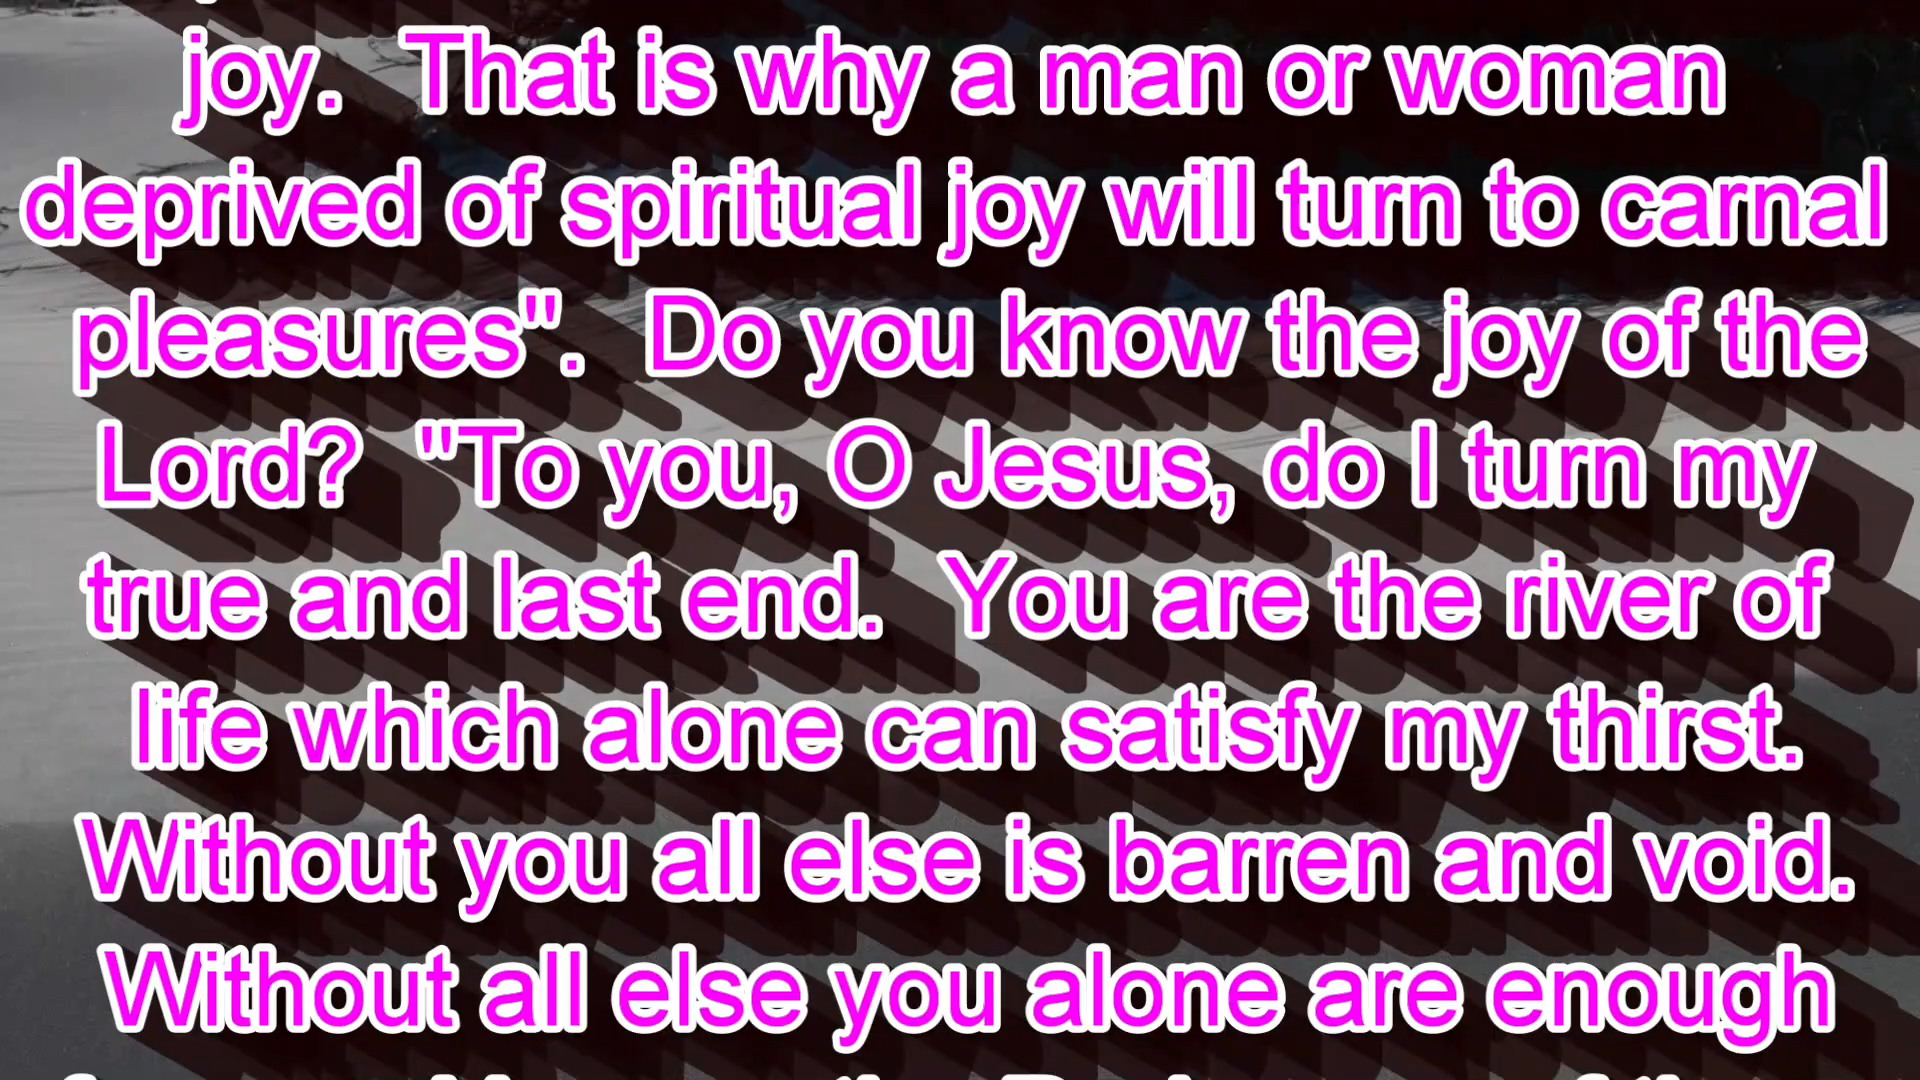 joy.  That is why a man or woman
deprived of spiritual joy will turn to carnal
pleasures".  Do you know the joy of the
Lord?  "To you, O Jesus, do I turn my
true and last end.  You are the river of
life which alone can satisfy my thirst.
Without you all else is barren and void.
Without all else you alone are enough